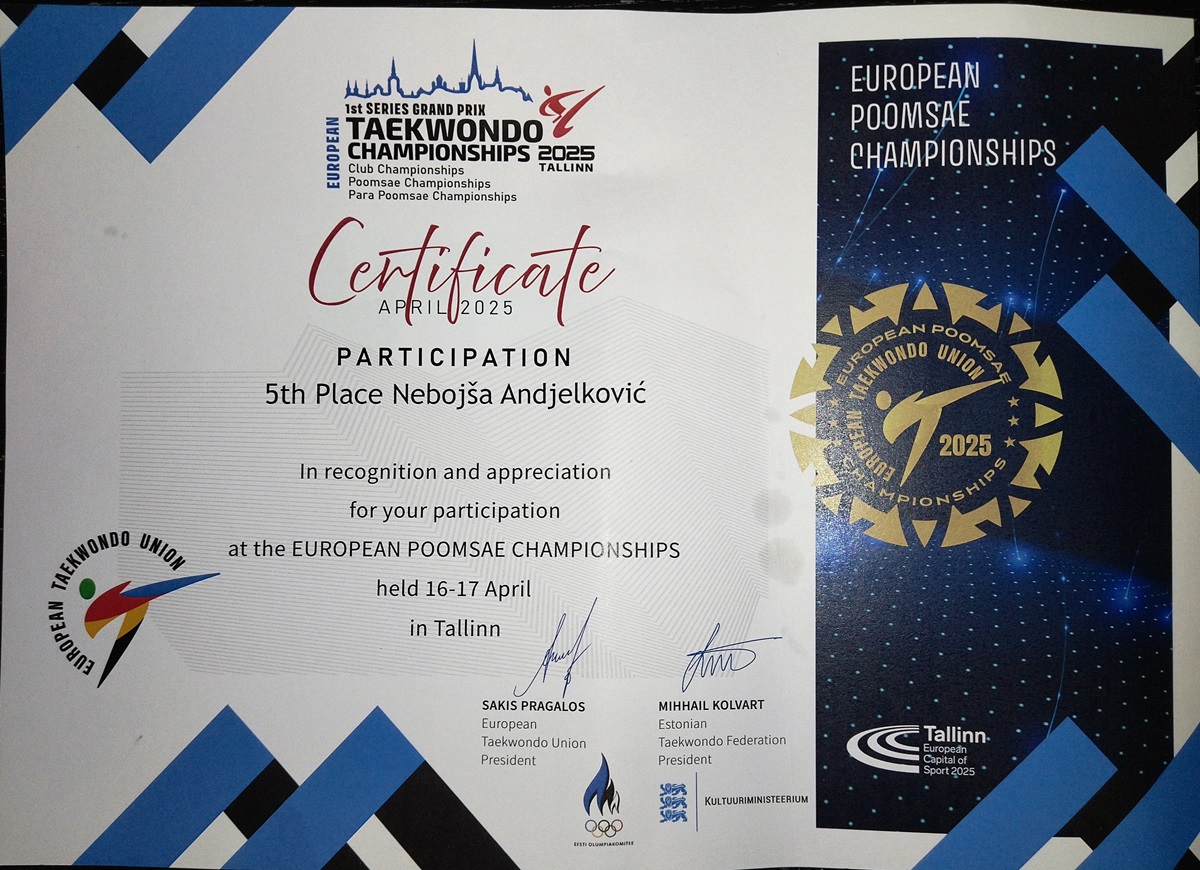 EUROPEAN
1st SERIES GRAND PRIX
TAEKWONDO
CHAMPIONSHIPS 2025
TALLINN
Club Championships
Poomsae Championships
Para Poomsae Championships
Certificate
APRIL 2025
PARTICIPATION
5th Place Nebojša Andjelković
In recognition and appreciation
for your participation
at the EUROPEAN POOMSAE CHAMPIONSHIPS
held 16-17 April
in Tallinn
EUROPEAN TAEKWONDO UNION
SAKIS PRAGALOS
European
Taekwondo Union
President
MIHHAIL KOLVART
Estonian
Taekwondo Federation
President
EESTI OLÜMPIAKOMITEE
KULTUURIMINISTEERIUM
EUROPEAN
POOMSAE
CHAMPIONSHIPS
EUROPEAN POOMSAE
EUROPEAN TAEKWONDO UNION
2025
CHAMPIONSHIPS
Tallinn
European
Capital of
Sport 2025